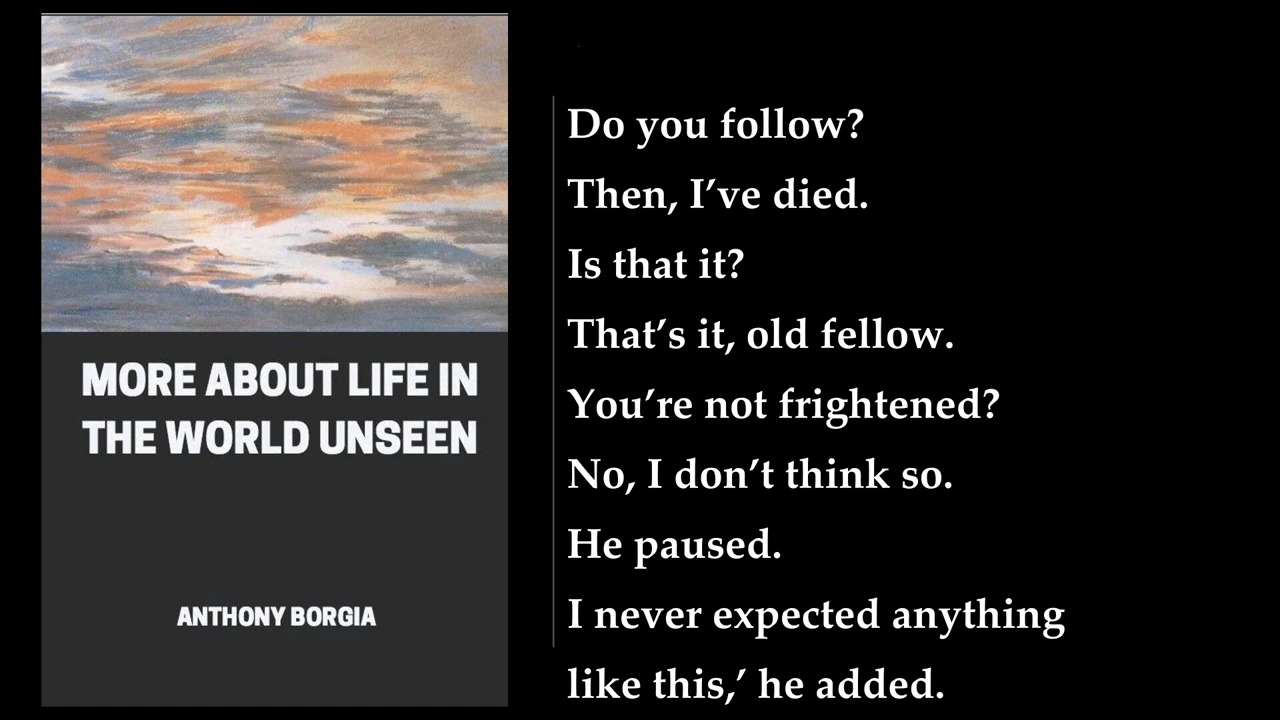 MORE ABOUT LIFE IN
THE WORLD UNSEEN
ANTHONY BORGIA
Do you follow?
Then, I’ve died.
Is that it?
That’s it, old fellow.
You’re not frightened?
No, I don’t think so.
He paused.
I never expected anything
like this,’ he added.